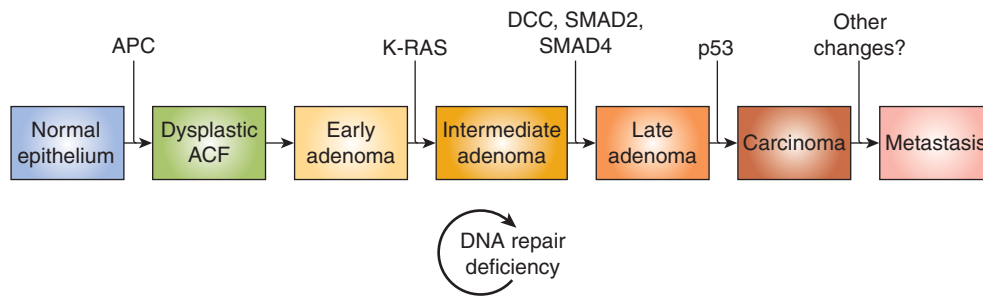 APC
K-RAS
DCC, SMAD2,
SMAD4
p53
Other
changes?
Normal
epithelium
Dysplastic
ACF
Early
adenoma
Intermediate
adenoma
Late
adenoma
Carcinoma
Metastasis
DNA repair
deficiency